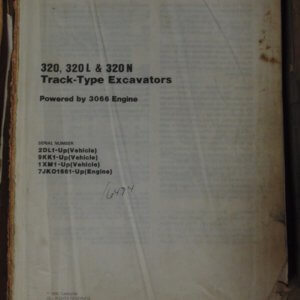 320, 320 L & 320 N
Track-Type Excavators
Powered by 3066 Engine
SERIAL NUMBER
2DL1-Up(Vehicle)
9KK1-Up(Vehicle)
1XM1-Up(Vehicle)
7JK01661-Up(Engine)